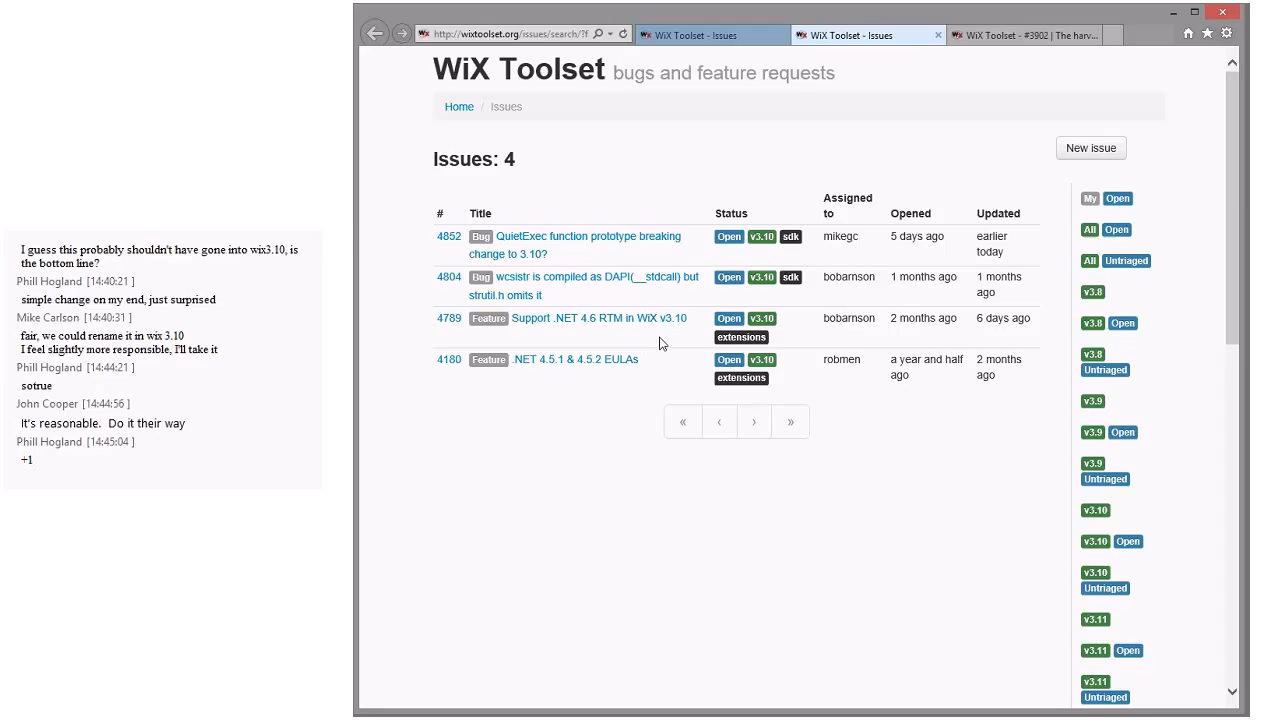 I guess this probably shouldn't have gone into wix3.10, is
the bottom line?
Phill Hogland [14:40:21 ]
simple change on my end, just surprised
Mike Carlson [14:40:31 ]
fair, we could rename it in wix 3.10
I feel slightly more responsible, I'll take it
Phill Hogland [14:44:21 ]
sotrue
John Cooper [14:44:56 ]
It's reasonable. Do it their way
Phill Hogland [14:45:04 ]
+1
http://wixtoolset.org/issues/search/?f
WiX Toolset - Issues
WiX Toolset - Issues
WiX Toolset - #3902 | The harv...
WiX Toolset bugs and feature requests
Home / Issues
Issues: 4
New issue
# Title Status Assigned to Opened Updated
4852 Bug QuietExec function prototype breaking Open v3.10 sdk mikegc 5 days ago earlier
change to 3.10? today
4804 Bug wcsistr is compiled as DAPI(__stdcall) but Open v3.10 sdk bobarnson 1 months ago 1 months
strutil.h omits it ago
4789 Feature Support .NET 4.6 RTM in WiX v3.10 Open v3.10 bobarnson 2 months ago 6 days ago
extensions
4180 Feature .NET 4.5.1 & 4.5.2 EULAs Open v3.10 robmen a year and half 2 months
extensions ago ago
« ‹ › »
My Open
All Open
All Untriaged
v3.8
v3.8 Open
v3.8
Untriaged
v3.9
v3.9 Open
v3.9
Untriaged
v3.10
v3.10 Open
v3.10
Untriaged
v3.11
v3.11 Open
v3.11
Untriaged